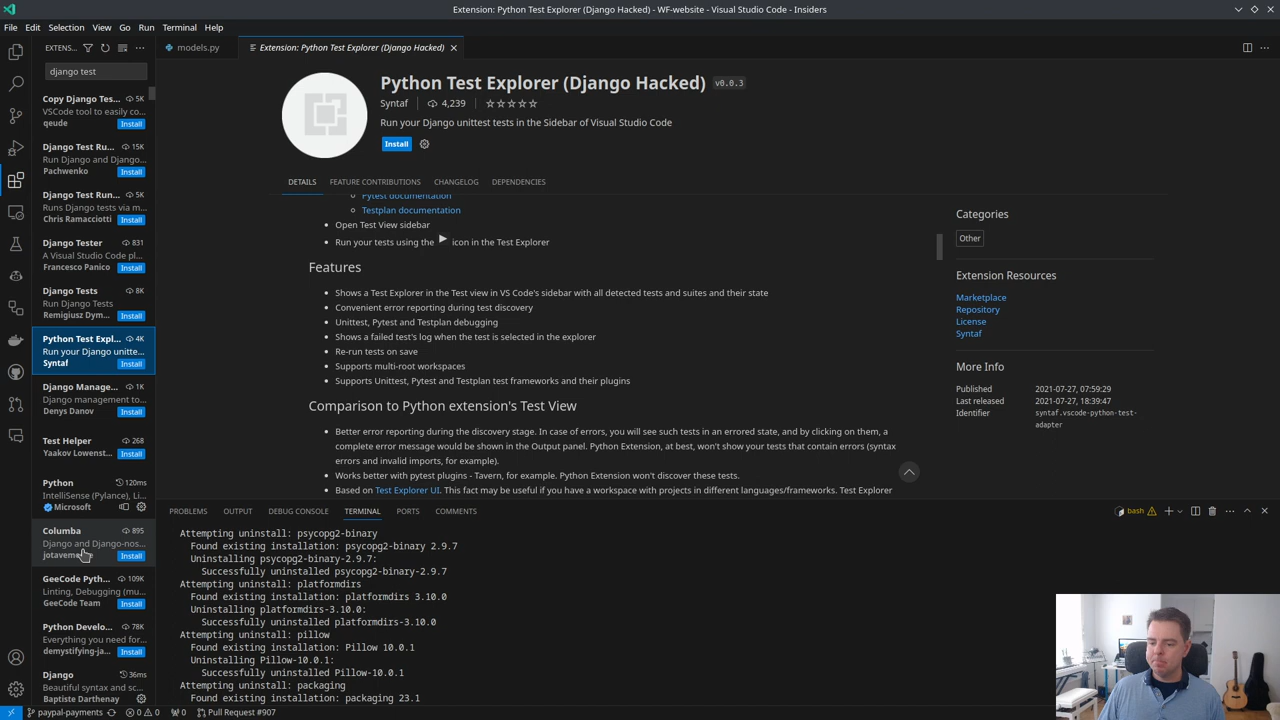 Extension: Python Test Explorer (Django Hacked) - WF-website - Visual Studio Code - Insiders
File Edit Selection View Go Run Terminal Help
EXTENS...
models.py
Extension: Python Test Explorer (Django Hacked)
django test
Copy Django Tes... 5K
VSCode tool to easily co...
qeude Install
Django Test Ru... 15K
Run Django and Django...
Pachwenko Install
Django Test Run... 5K
Runs Django tests via m...
Chris Ramacciotti Install
Django Tester 831
A Visual Studio Code pl...
Francesco Panico Install
Django Tests 8K
Run Django Tests
Remigiusz Dym... Install
Python Test Expl... 4K
Run your Django unitte...
Syntaf Install
Django Manage... 1K
Django management to...
Denys Danov Install
Test Helper 268
Yaakov Lowenst... Install
Python 120ms
IntelliSense (Pylance), Li...
Microsoft
Columba 895
Django and Django-nos...
Install
GeeCode Pyth... 109K
Linting, Debugging (mu...
GeeCode Team Install
Python Develo... 78K
Everything you need for...
demystifying-ja... Install
Django 36ms
Beautiful syntax and sc...
Baptiste Darthenay
Python Test Explorer (Django Hacked) v0.0.3
Syntaf 4,239
Run your Django unittest tests in the Sidebar of Visual Studio Code
Install
DETAILS FEATURE CONTRIBUTIONS CHANGELOG DEPENDENCIES
Pytest documentation
Testplan documentation
Open Test View sidebar
Run your tests using the icon in the Test Explorer
Features
Shows a Test Explorer in the Test view in VS Code's sidebar with all detected tests and suites and their state
Convenient error reporting during test discovery
Unittest, Pytest and Testplan debugging
Shows a failed test's log when the test is selected in the explorer
Re-run tests on save
Supports multi-root workspaces
Supports Unittest, Pytest and Testplan test frameworks and their plugins
Comparison to Python extension's Test View
Better error reporting during the discovery stage. In case of errors, you will see such tests in an errored state, and by clicking on them, a
complete error message would be shown in the Output panel. Python Extension, at best, won't show your tests that contain errors (syntax
errors and invalid imports, for example).
Works better with pytest plugins - Tavern, for example. Python Extension won't discover these tests.
Based on Test Explorer UI. This fact may be useful if you have a workspace with projects in different languages/frameworks. Test Explorer
Categories
Other
Extension Resources
Marketplace
Repository
License
Syntaf
More Info
Published 2021-07-27, 07:59:29
Last released 2021-07-27, 18:39:47
Identifier syntaf.vscode-python-test-
adapter
PROBLEMS OUTPUT DEBUG CONSOLE TERMINAL PORTS COMMENTS
bash
Attempting uninstall: psycopg2-binary
Found existing installation: psycopg2-binary 2.9.7
Uninstalling psycopg2-binary-2.9.7:
Successfully uninstalled psycopg2-binary-2.9.7
Attempting uninstall: platformdirs
Found existing installation: platformdirs 3.10.0
Uninstalling platformdirs-3.10.0:
Successfully uninstalled platformdirs-3.10.0
Attempting uninstall: pillow
Found existing installation: Pillow 10.0.1
Uninstalling Pillow-10.0.1:
Successfully uninstalled Pillow-10.0.1
Attempting uninstall: packaging
Found existing installation: packaging 23.1
paypal-payments 0 0 0 Pull Request #907